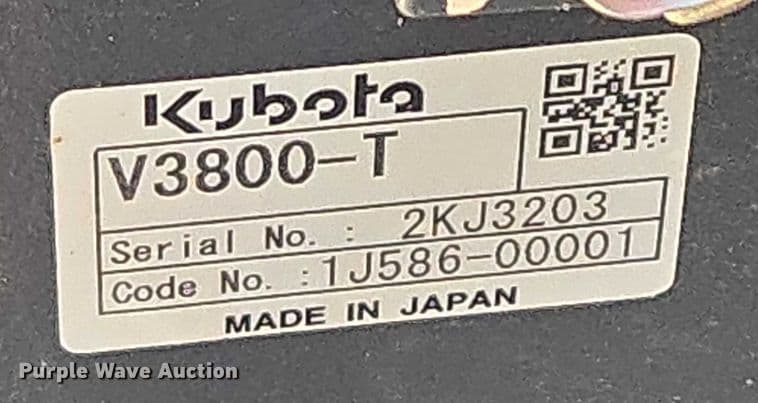 Kubota
V3800-T
Serial No. : 2KJ3203
Code No. : 1J586-00001
MADE IN JAPAN
Purple Wave Auction